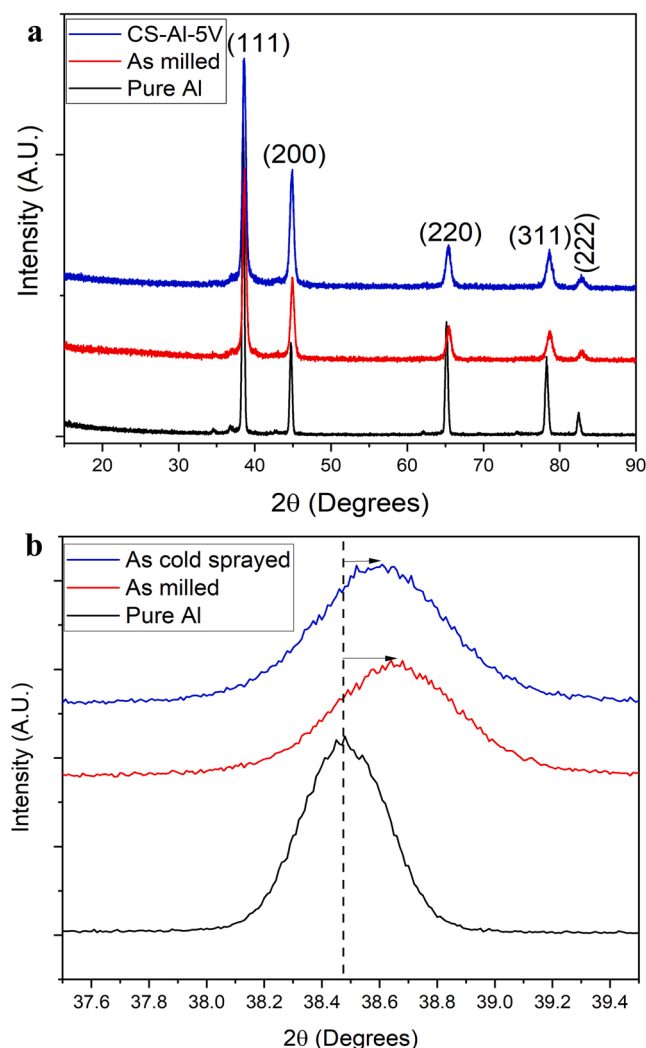 a
CS-Al-5V
As milled
Pure Al
(111)
(200)
(220)
(311)
(222)
Intensity (A.U.)
20 30 40 50 60 70 80 90
2θ (Degrees)
b
As cold sprayed
As milled
Pure Al
Intensity (A.U.)
37.6 37.8 38.0 38.2 38.4 38.6 38.8 39.0 39.2 39.4
2θ (Degrees)